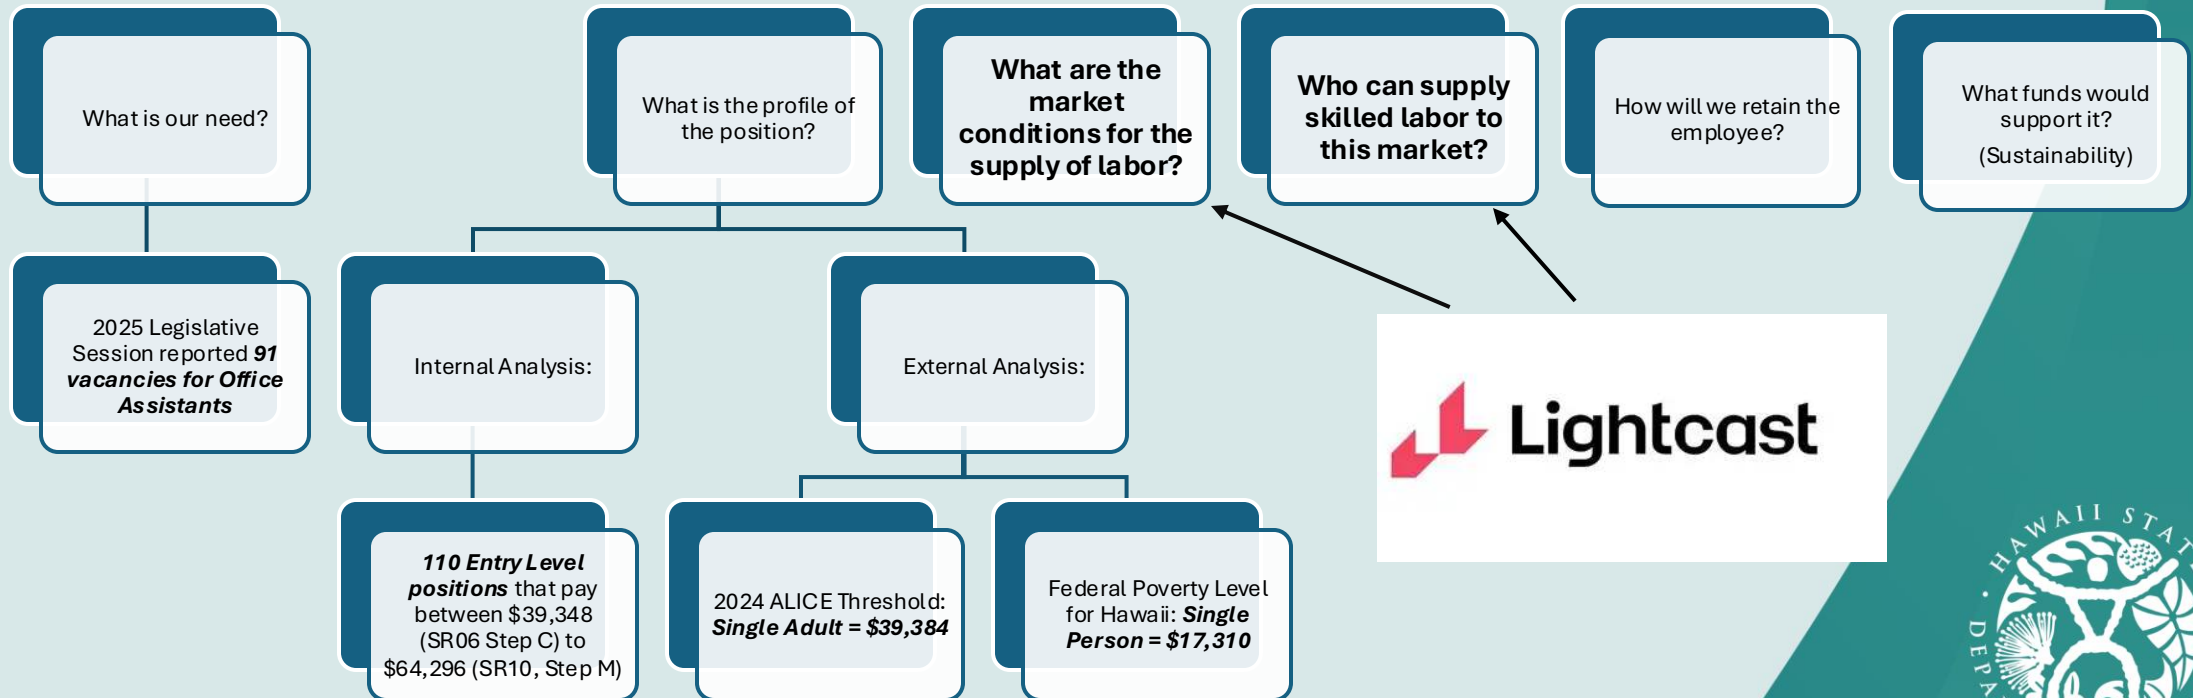 What is our need?
What is the profile of
the position?
What are the
market
conditions for the
supply of labor?
Who can supply
skilled labor to
this market?
How will we retain the
employee?
What funds would
support it?
(Sustainability)
2025 Legislative
Session reported 91
vacancies for Office
Assistants
Internal Analysis:
External Analysis:
Lightcast
110 Entry Level
positions that pay
between $39,348
(SR06 Step C) to
$64,296 (SR10, Step M)
2024 ALICE Threshold:
Single Adult = $39,384
Federal Poverty Level
for Hawaii: Single
Person = $17,310
HAWAII